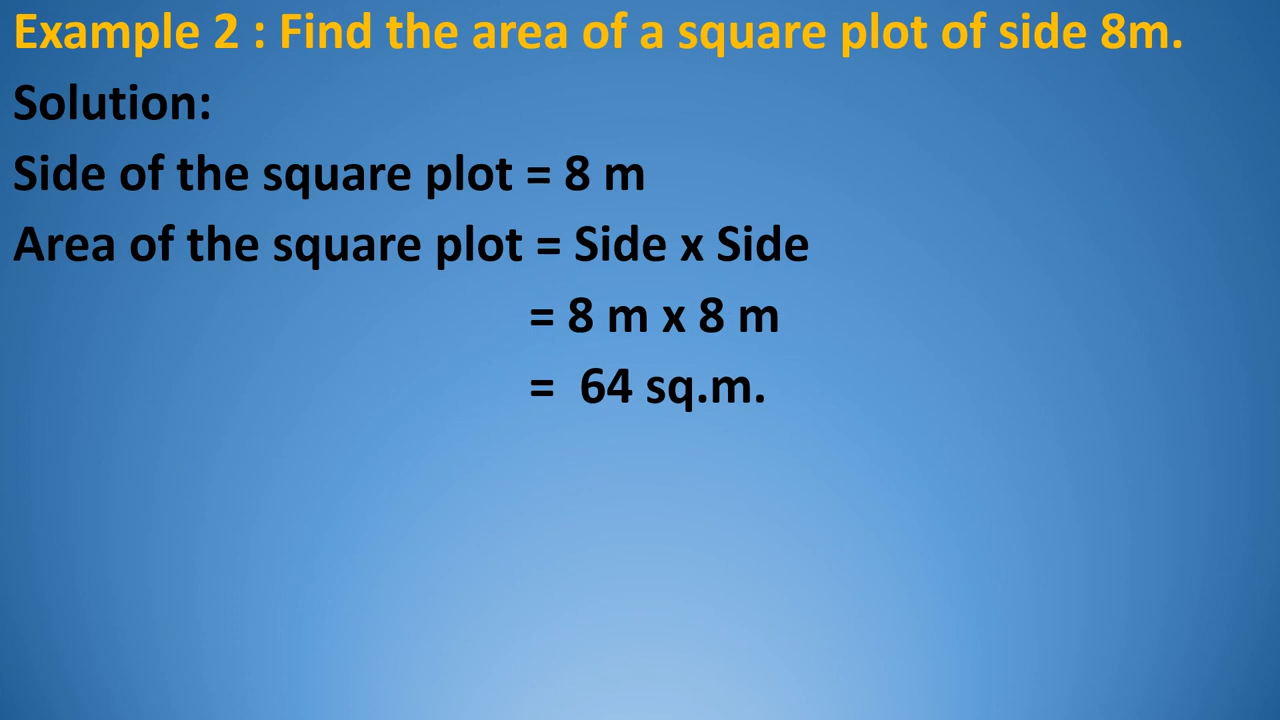 Example 2 : Find the area of a square plot of side 8m.
Solution:
Side of the square plot = 8 m
Area of the square plot = Side x Side
= 8 m x 8 m
= 64 sq.m.